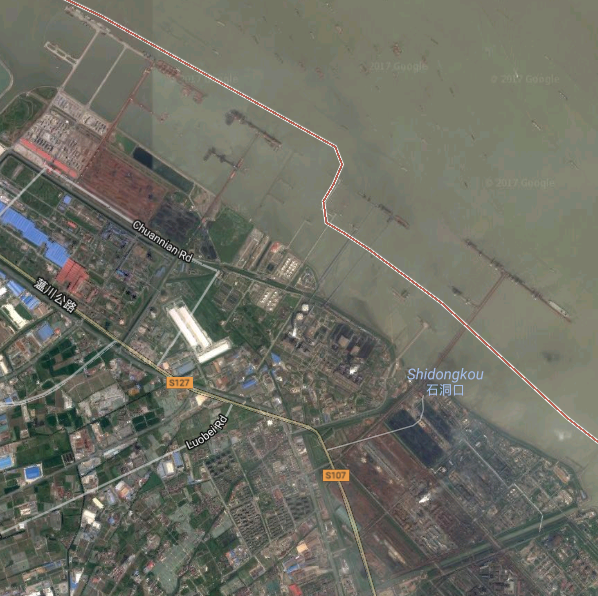 2017 Google
© 2017 Google
© 2017 Google
Chuannian Rd
蕰川公路
S127
Shidongkou
石洞口
Luobei Rd
S107